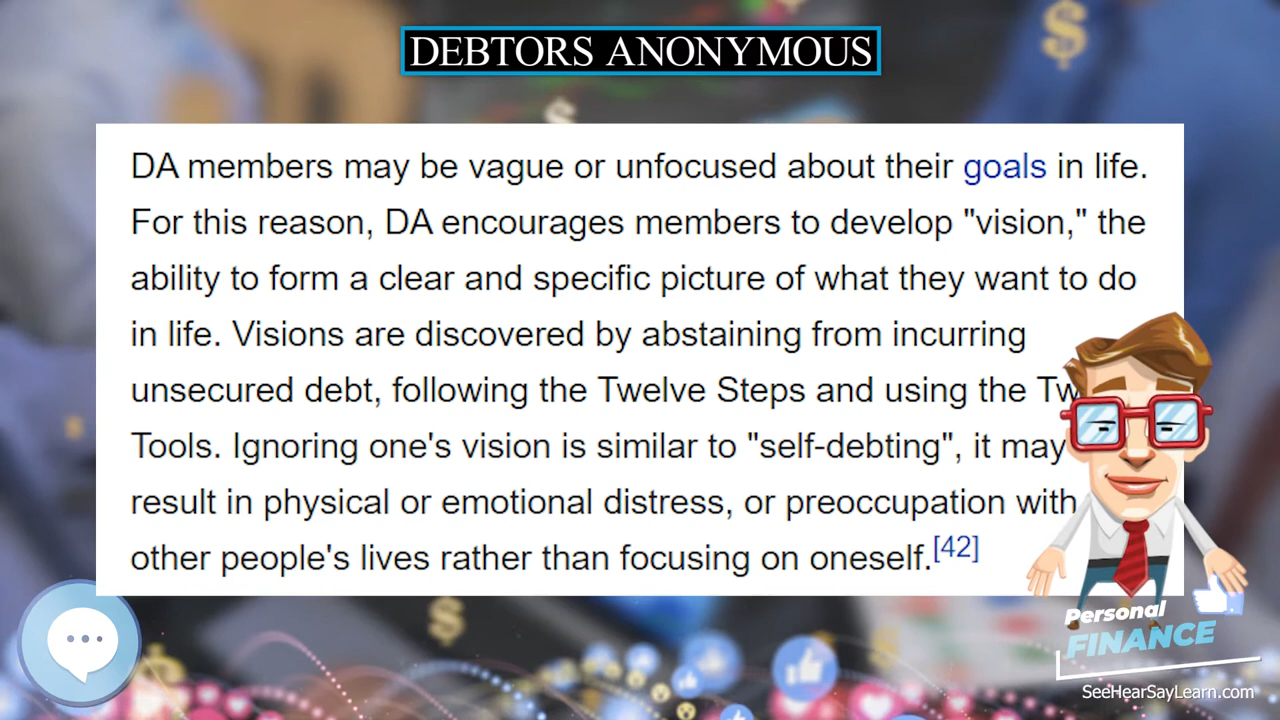 DEBTORS ANONYMOUS
DA members may be vague or unfocused about their goals in life.
For this reason, DA encourages members to develop "vision," the
ability to form a clear and specific picture of what they want to do
in life. Visions are discovered by abstaining from incurring
unsecured debt, following the Twelve Steps and using the
Tools. Ignoring one's vision is similar to "self-debting", it may
result in physical or emotional distress, or preoccupation with
other people's lives rather than focusing on oneself.[42]
Personal
FINANCE
SeeHearSayLearn.com